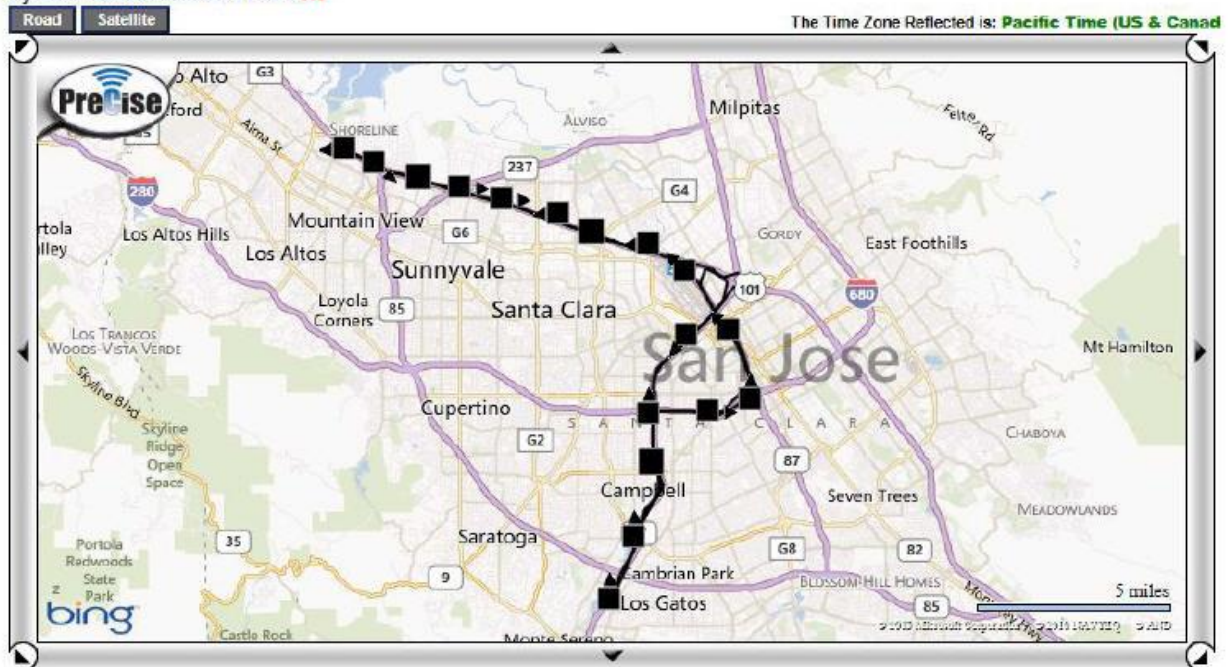 Road Satellite
The Time Zone Reflected is: Pacific Time (US & Canad
PreCise
o Alto
G3
ford
Milpitas
Alma St
SHORELINE
ALVISO
237
280
G4
Mountain View
G6
Los Altos Hills
GORDY
East Foothills
rtola
lley
Los Altos
Sunnyvale
101
680
Loyola
Corners
85
Santa Clara
LOS TRANCOS
WOODS-VISTA VERDE
San Jose
Mt Hamilton
Skyline Blvd
Cupertino
SANTA CLARA
Skyline
Ridge
Open
Space
G2
CHABOYA
87
Campbell
Seven Trees
MEADOWLANDS
Saratoga
35
G8
82
Portola
Redwoods
State
Park
9
Cambrian Park
BLOSSOM HILL HOMES
5 miles
z
bing
Los Gatos
85
Castle Rock
Monte Sereno